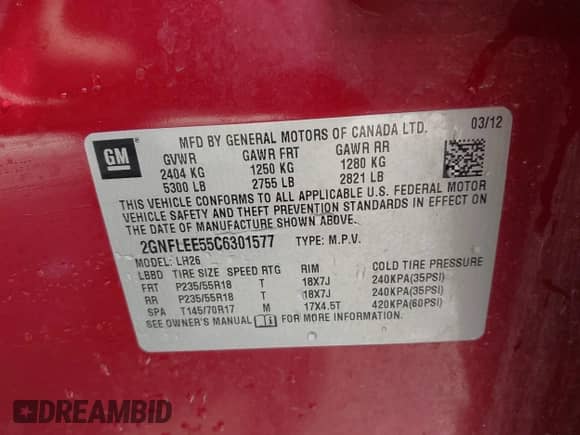 GM
MFD BY GENERAL MOTORS OF CANADA LTD. 03/12
GVWR GAWR FRT GAWR RR
2404 KG 1250 KG 1280 KG
5300 LB 2755 LB 2821 LB
THIS VEHICLE CONFORMS TO ALL APPLICABLE U.S. FEDERAL MOTOR
VEHICLE SAFETY AND THEFT PREVENTION STANDARDS IN EFFECT ON
THE DATE OF MANUFACTURE SHOWN ABOVE.
2GNFLEE55C6301577 TYPE: M.P.V.
MODEL: LH26
LBBD TIRE SIZE SPEED RTG RIM COLD TIRE PRESSURE
FRT P235/55R18 T 18X7J 240KPA(35PSI)
RR P235/55R18 T 18X7J 240KPA(35PSI)
SPA T145/70R17 M 17X4.5T 420KPA(60PSI)
SEE OWNER'S MANUAL FOR MORE INFORMATION.
DREAMBID